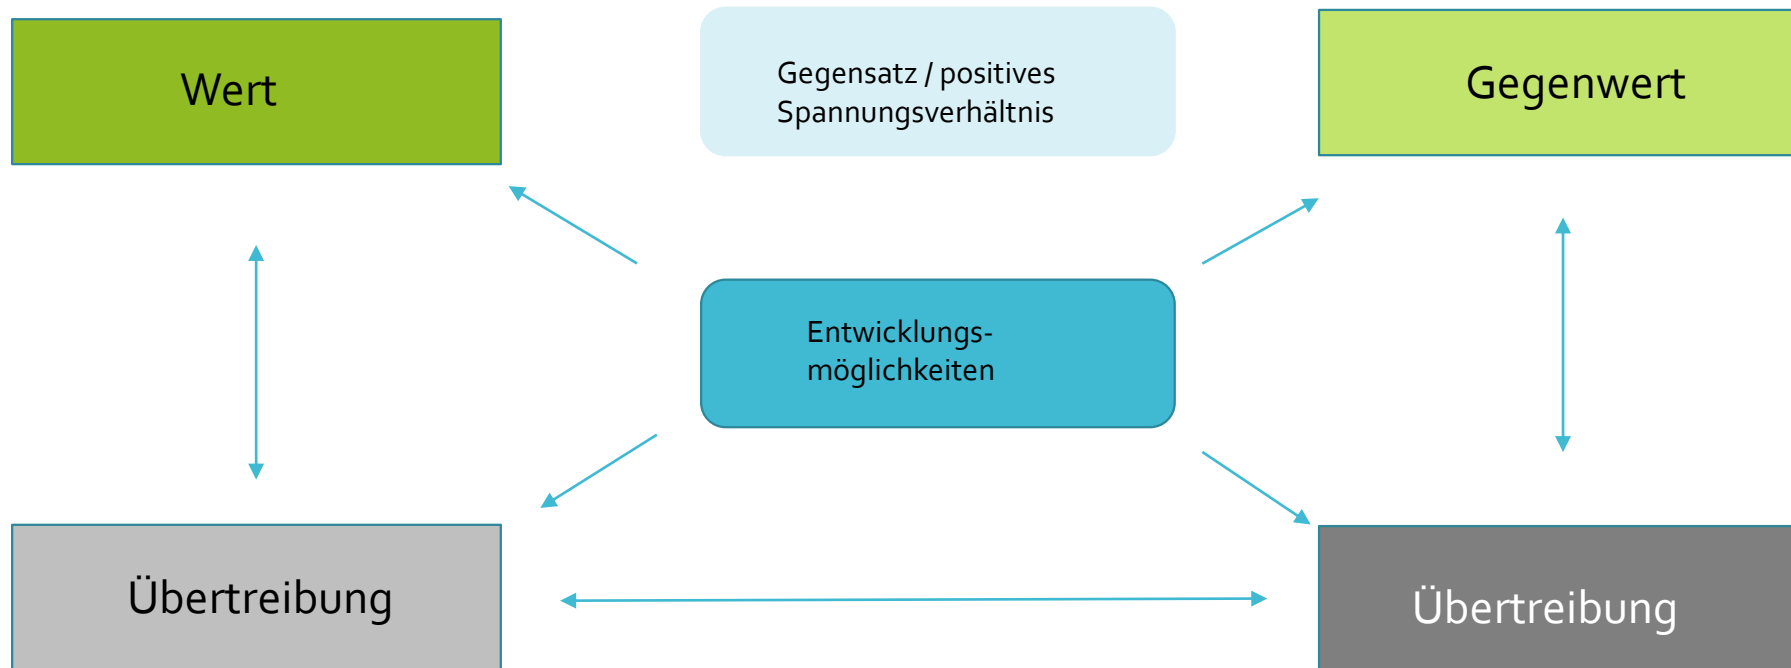 Wert
Gegensatz / positives
Spannungsverhältnis
Gegenwert
Entwicklungs-
möglichkeiten
Übertreibung
Übertreibung